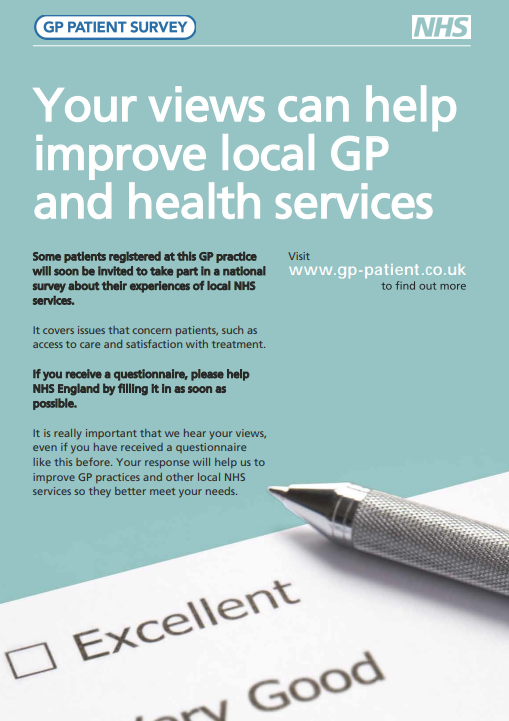 GP PATIENT SURVEY
NHS
Your views can help
improve local GP
and health services
Some patients registered at this GP practice
will soon be invited to take part in a national
survey about their experiences of local NHS
services.
It covers issues that concern patients, such as
access to care and satisfaction with treatment.
If you receive a questionnaire, please help
NHS England by filling it in as soon as
possible.
It is really important that we hear your views,
even if you have received a questionnaire
like this before. Your response will help us to
improve GP practices and other local NHS
services so they better meet your needs.
Visit
www.gp-patient.co.uk
to find out more
Excellent
Good